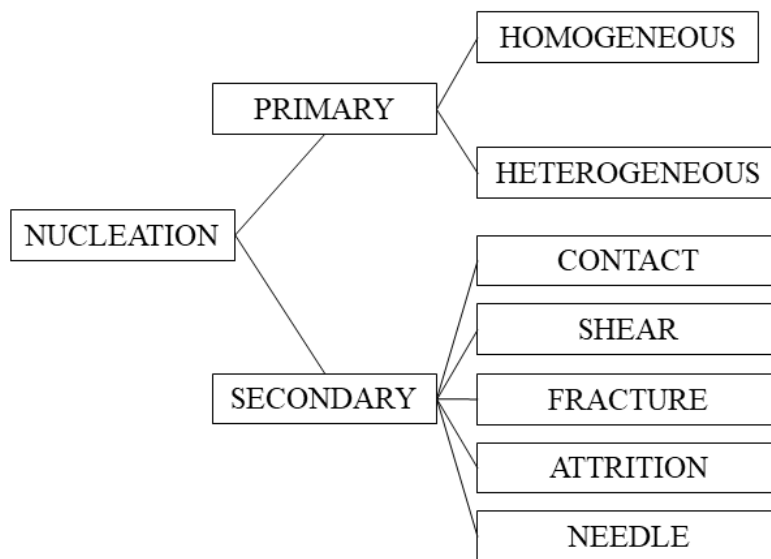 NUCLEATION
PRIMARY
HOMOGENEOUS
HETEROGENEOUS
SECONDARY
CONTACT
SHEAR
FRACTURE
ATTRITION
NEEDLE